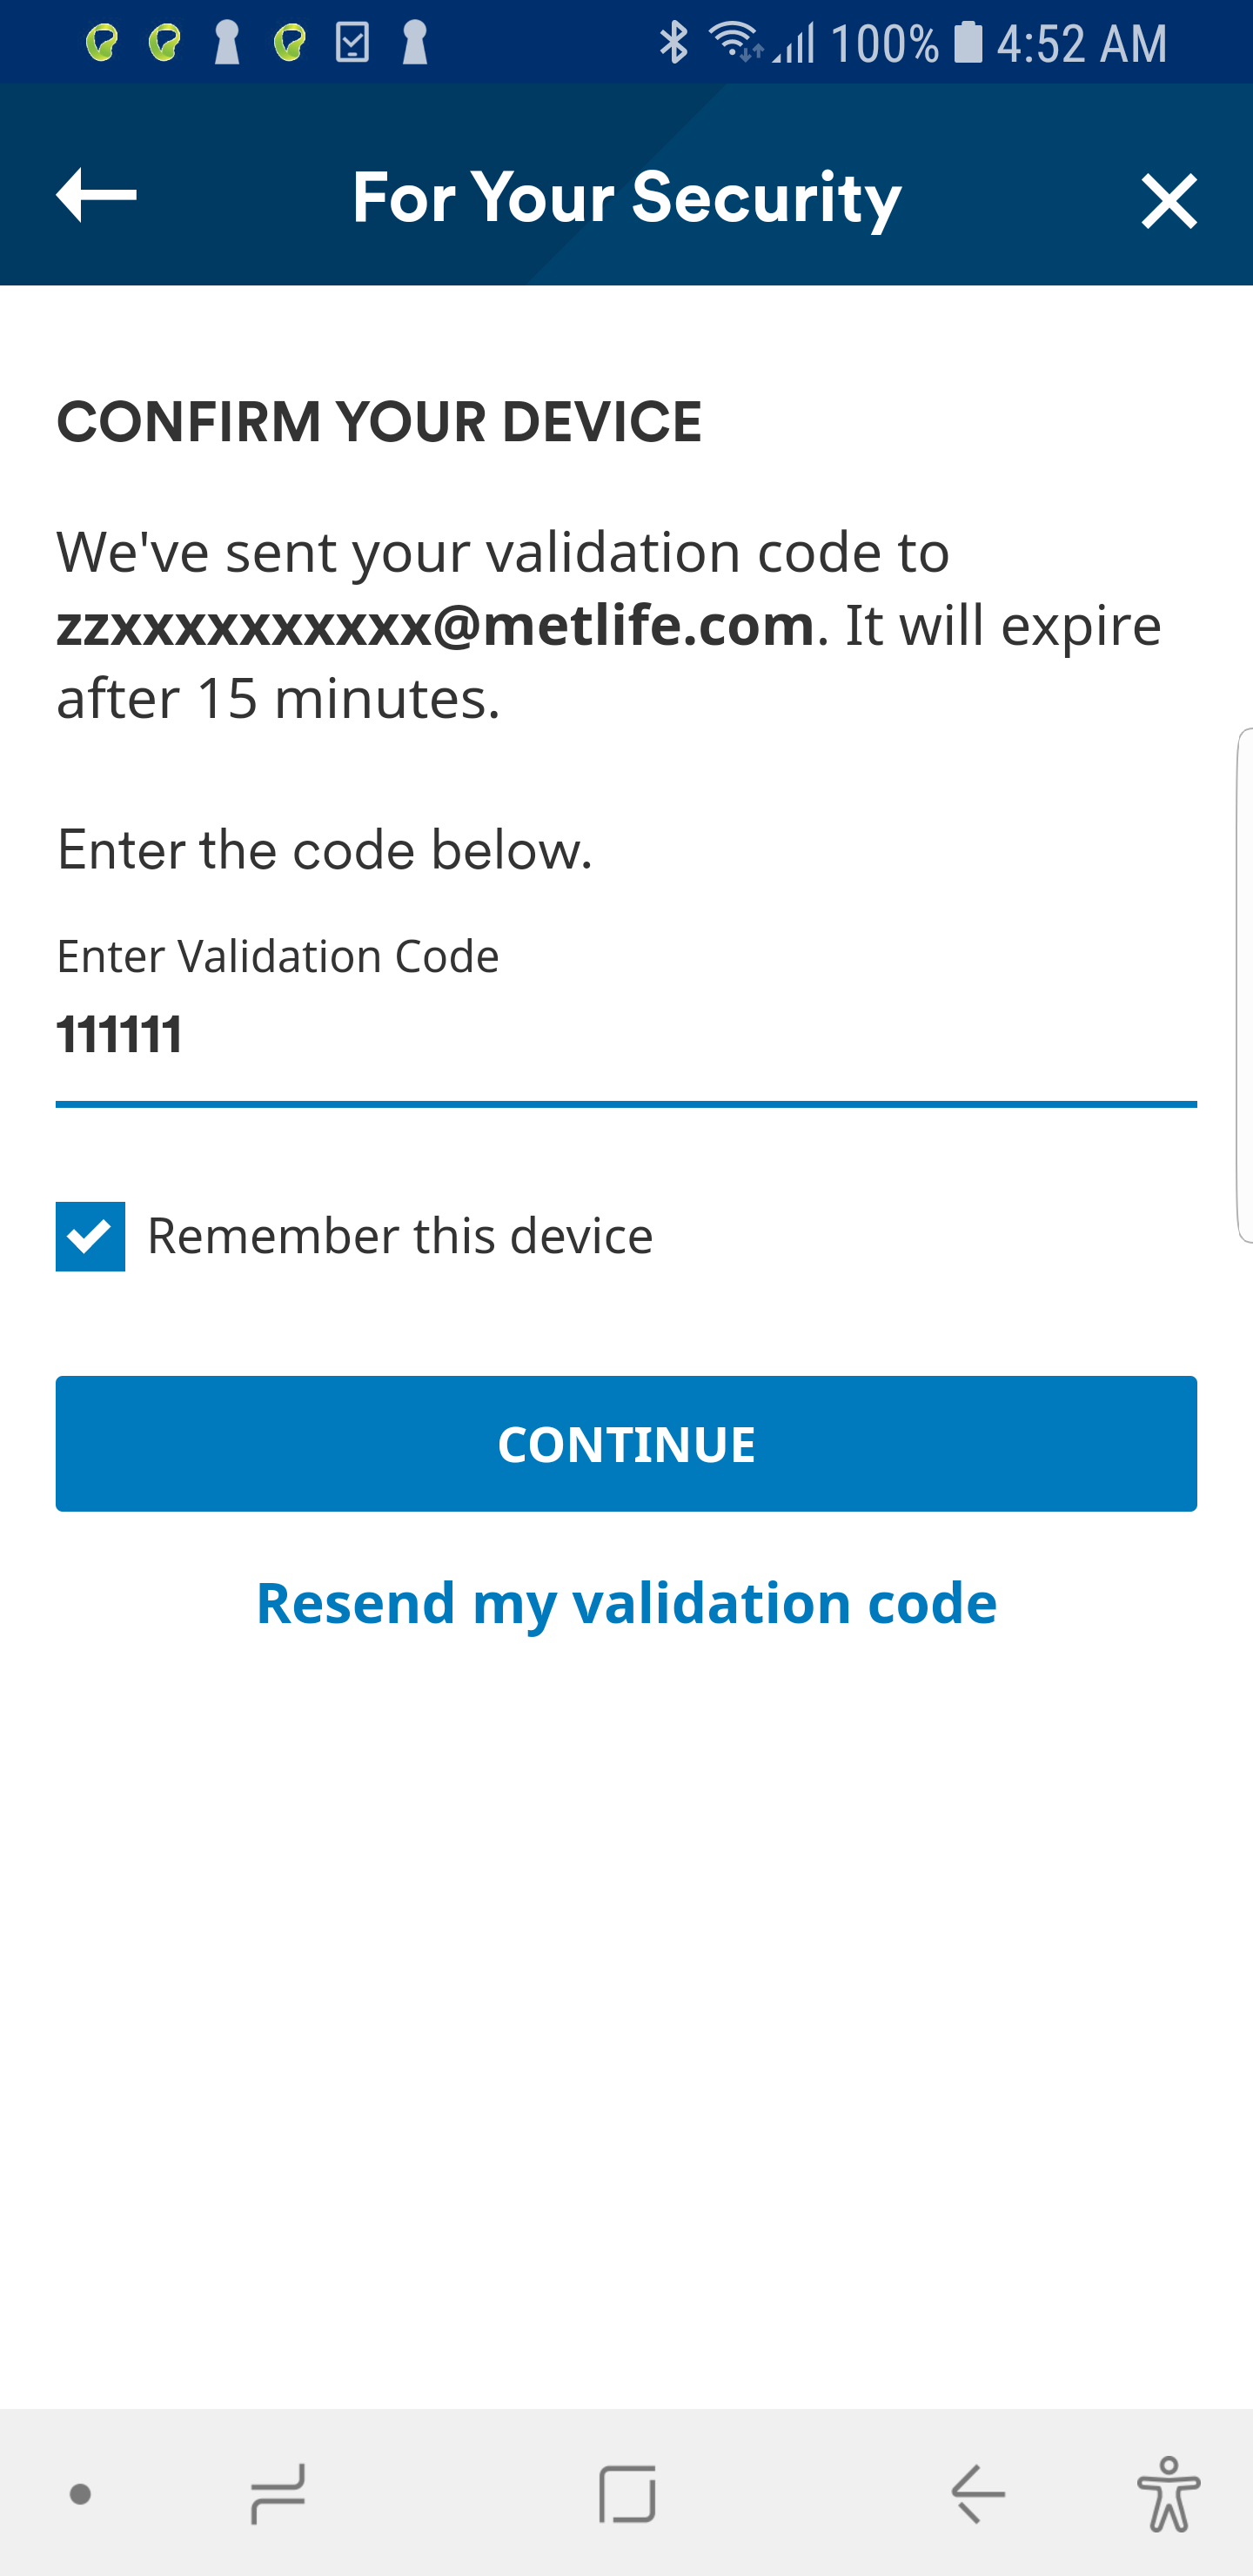 100% 4:52 AM
For Your Security
CONFIRM YOUR DEVICE
We've sent your validation code to
zzxxxxxxxxxx@metlife.com. It will expire
after 15 minutes.
Enter the code below.
Enter Validation Code
111111
Remember this device
CONTINUE
Resend my validation code